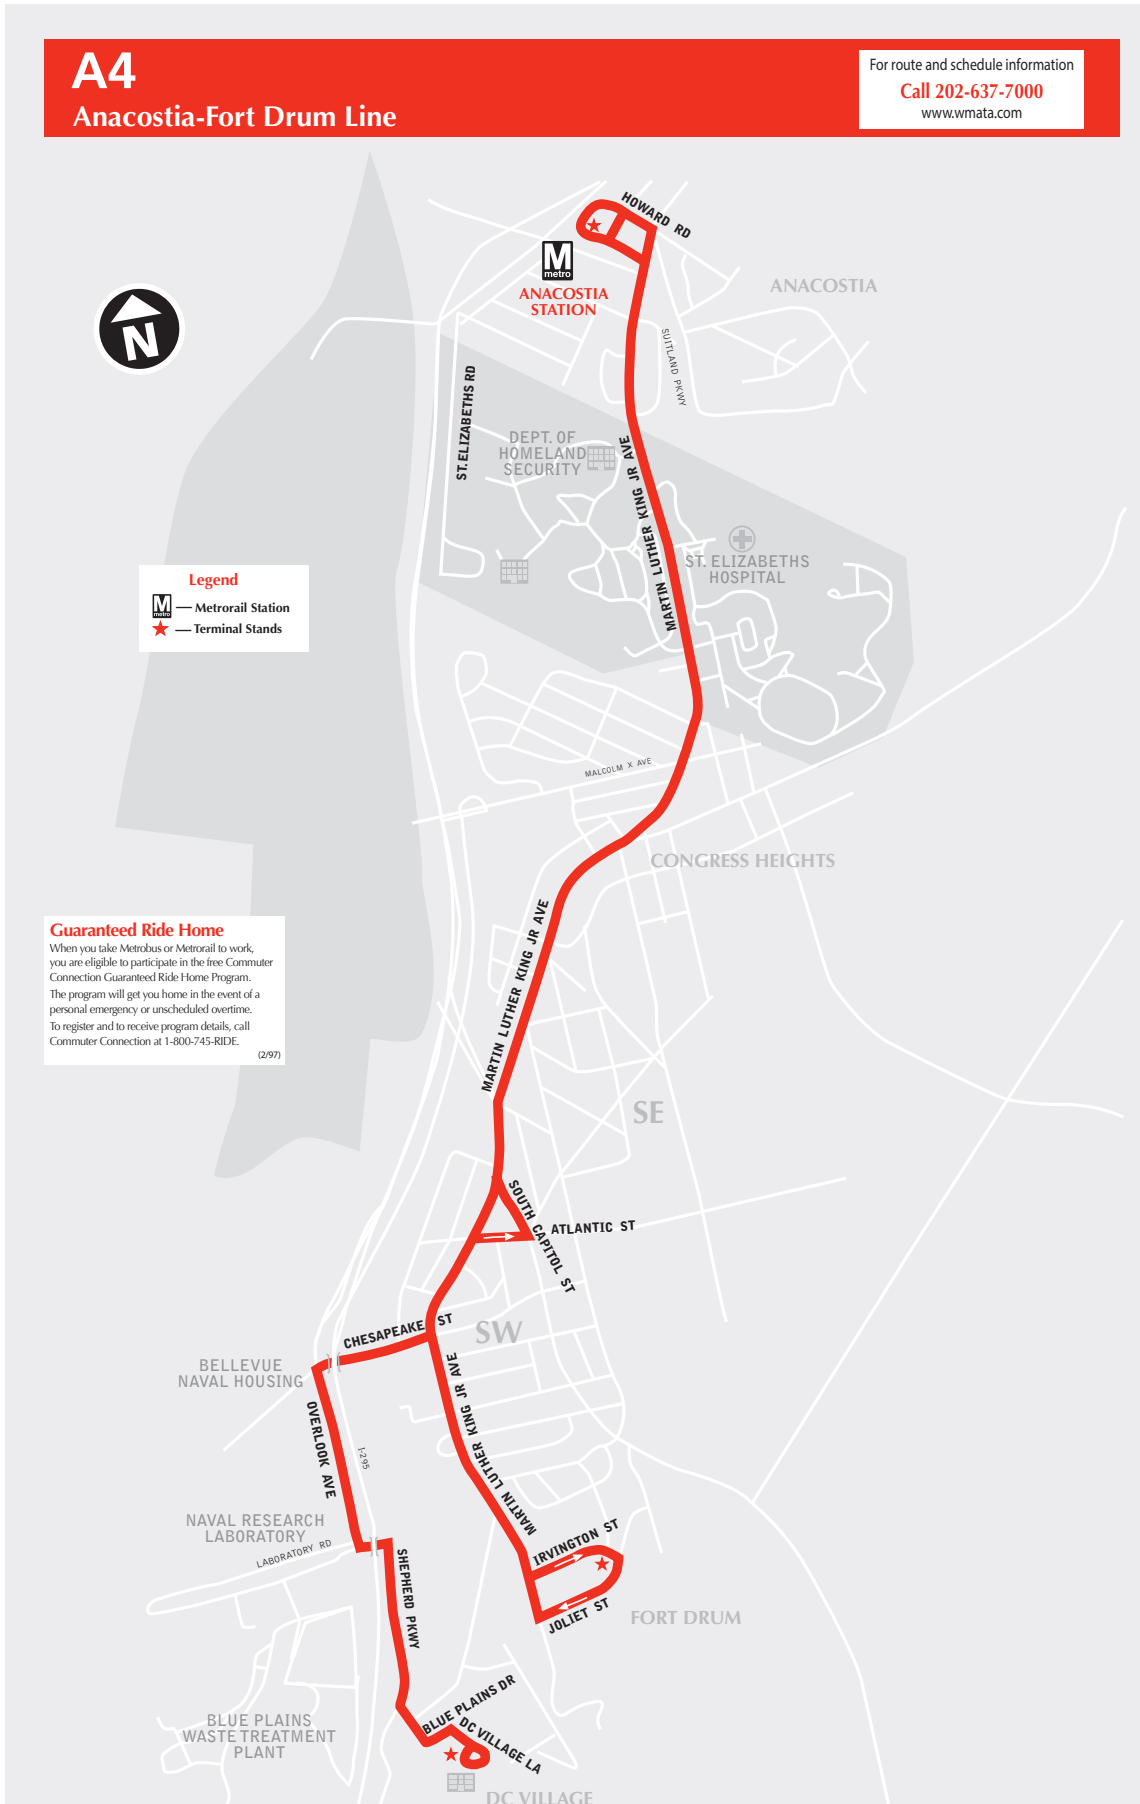 A4
Anacostia-Fort Drum Line
For route and schedule information
Call 202-637-7000
www.wmata.com
HOWARD RD
M
metro
ANACOSTIA
STATION
ANACOSTIA
N
SUITLAND PKWY
ST. ELIZABETHS RD
DEPT. OF
HOMELAND
SECURITY
MARTIN LUTHER KING JR AVE
ST. ELIZABETHS
HOSPITAL
Legend
M
metro
— Metrorail Station
— Terminal Stands
MALCOLM X AVE
CONGRESS HEIGHTS
Guaranteed Ride Home
When you take Metrobus or Metrorail to work,
you are eligible to participate in the free Commuter
Connection Guaranteed Ride Home Program.
The program will get you home in the event of a
personal emergency or unscheduled overtime.
To register and to receive program details, call
Commuter Connection at 1-800-745-RIDE.
(2/97)
MARTIN LUTHER KING JR AVE
SE
SOUTH CAPITOL ST
ATLANTIC ST
CHESAPEAKE ST
SW
BELLEVUE
NAVAL HOUSING
MARTIN LUTHER KING JR AVE
OVERLOOK AVE
I-295
NAVAL RESEARCH
LABORATORY
LABORATORY RD
IRVINGTON ST
SHEPHERD PKWY
JOLIET ST
FORT DRUM
BLUE PLAINS DR
BLUE PLAINS
WASTE TREATMENT
PLANT
DC VILLAGE LA
DC VILLAGE